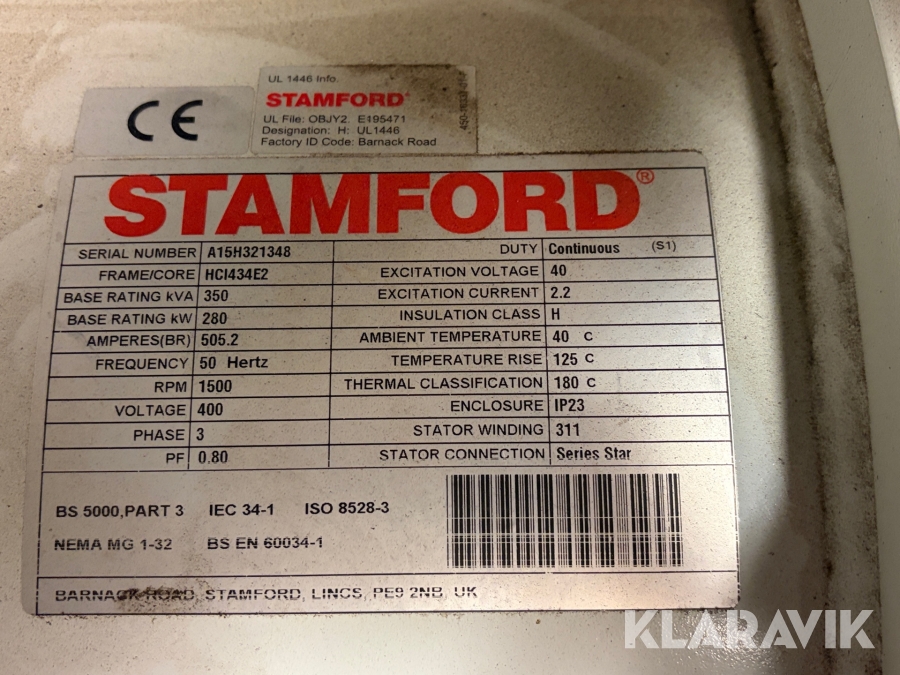 UL 1446 Info.
STAMFORD
UL File: OBJY2. E195471
Designation: H; UL1446
Factory ID Code: Barnack Road
CE
STAMFORD®
SERIAL NUMBER A15H321348 DUTY Continuous (S1)
FRAME/CORE HCI434E2 EXCITATION VOLTAGE 40
BASE RATING kVA 350 EXCITATION CURRENT 2.2
BASE RATING kW 280 INSULATION CLASS H
AMPERES(BR) 505.2 AMBIENT TEMPERATURE 40 C
FREQUENCY 50 Hertz TEMPERATURE RISE 125 C
RPM 1500 THERMAL CLASSIFICATION 180 C
VOLTAGE 400 ENCLOSURE IP23
PHASE 3 STATOR WINDING 311
PF 0.80 STATOR CONNECTION Series Star
BS 5000,PART 3 IEC 34-1 ISO 8528-3
NEMA MG 1-32 BS EN 60034-1
BARNACK ROAD, STAMFORD, LINCS, PE9 2NB, UK
KLARAVIK